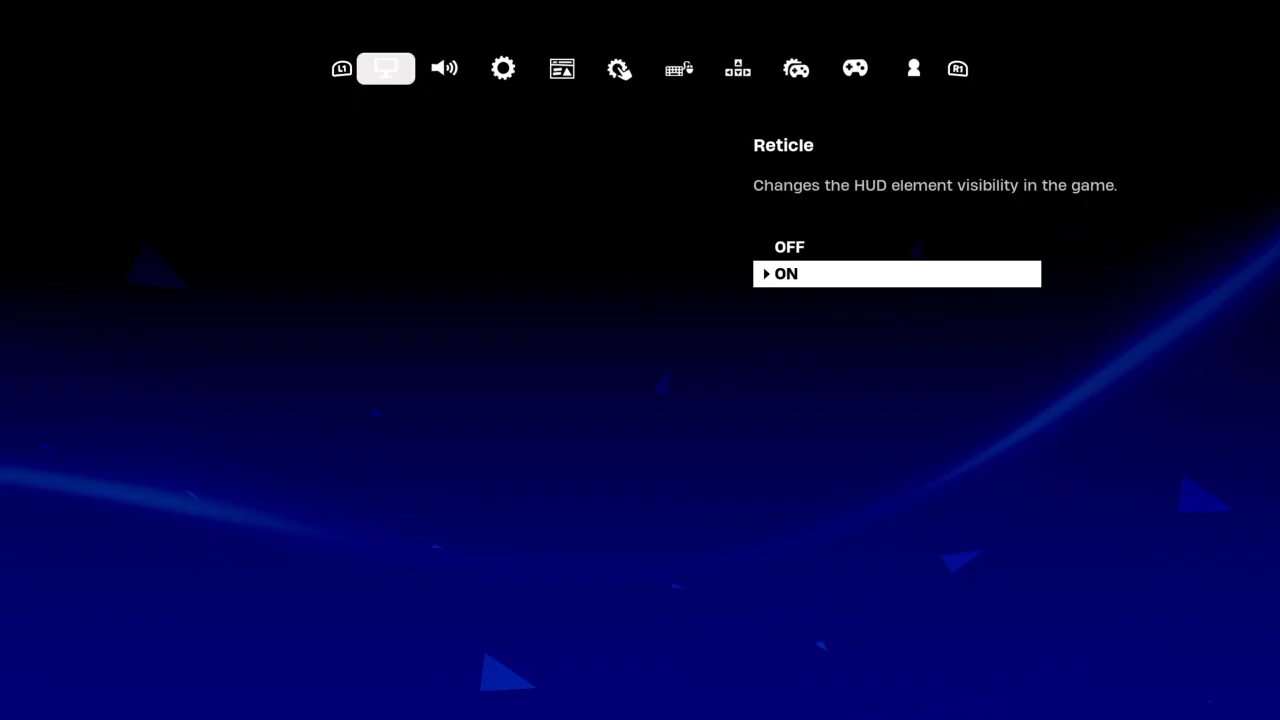 L1
R1
Reticle
Changes the HUD element visibility in the game.
OFF
ON